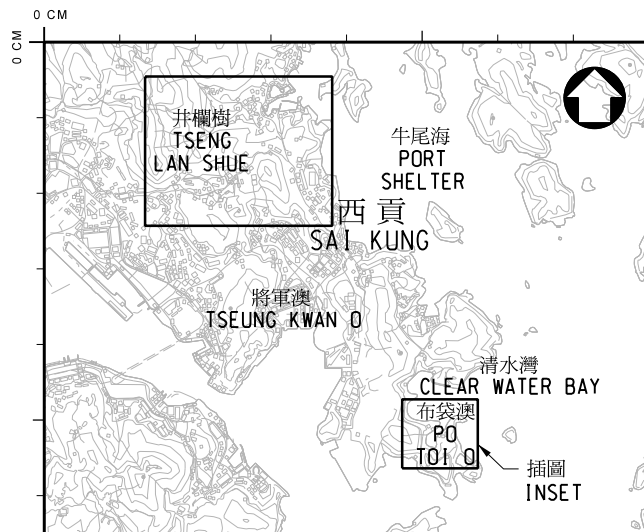 0 CM
0 CM
井欄樹
TSENG
LAN SHUE
牛尾海
PORT
SHELTER
西貢
SAI KUNG
將軍澳
TSEUNG KWAN O
清水灣
CLEAR WATER BAY
布袋澳
PO
TOI O
插圖
INSET